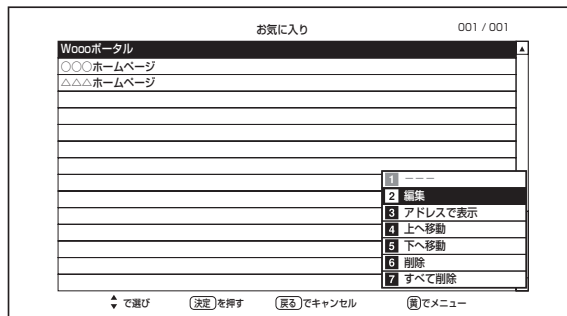 お気に入り 001 / 001
Woooポータル
○○○ホームページ
△△△ホームページ
1 ーーー
2 編集
3 アドレスで表示
4 上へ移動
5 下へ移動
6 削除
7 すべて削除
で選び 決定を押す 戻るでキャンセル 黄でメニュー